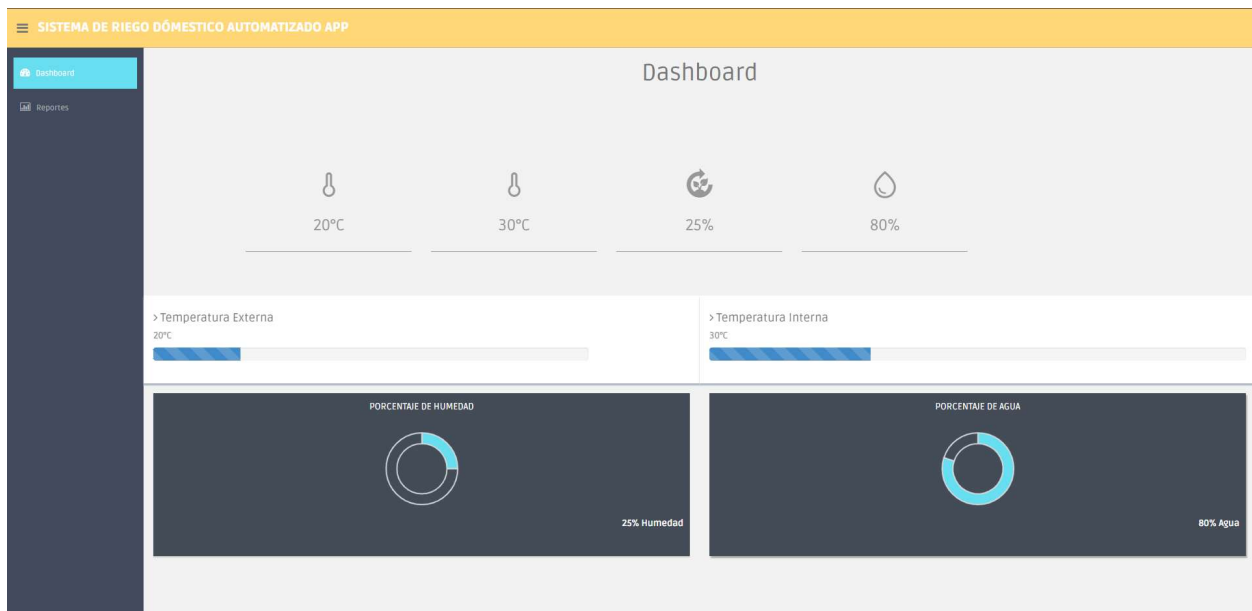 SISTEMA DE RIEGO DÓMESTICO AUTOMATIZADO APP
Dashboard
Reportes
Dashboard
20°C
30°C
25%
80%
> Temperatura Externa
20°C
> Temperatura Interna
30°C
PORCENTAJE DE HUMEDAD
25% Humedad
PORCENTAJE DE AGUA
80% Agua